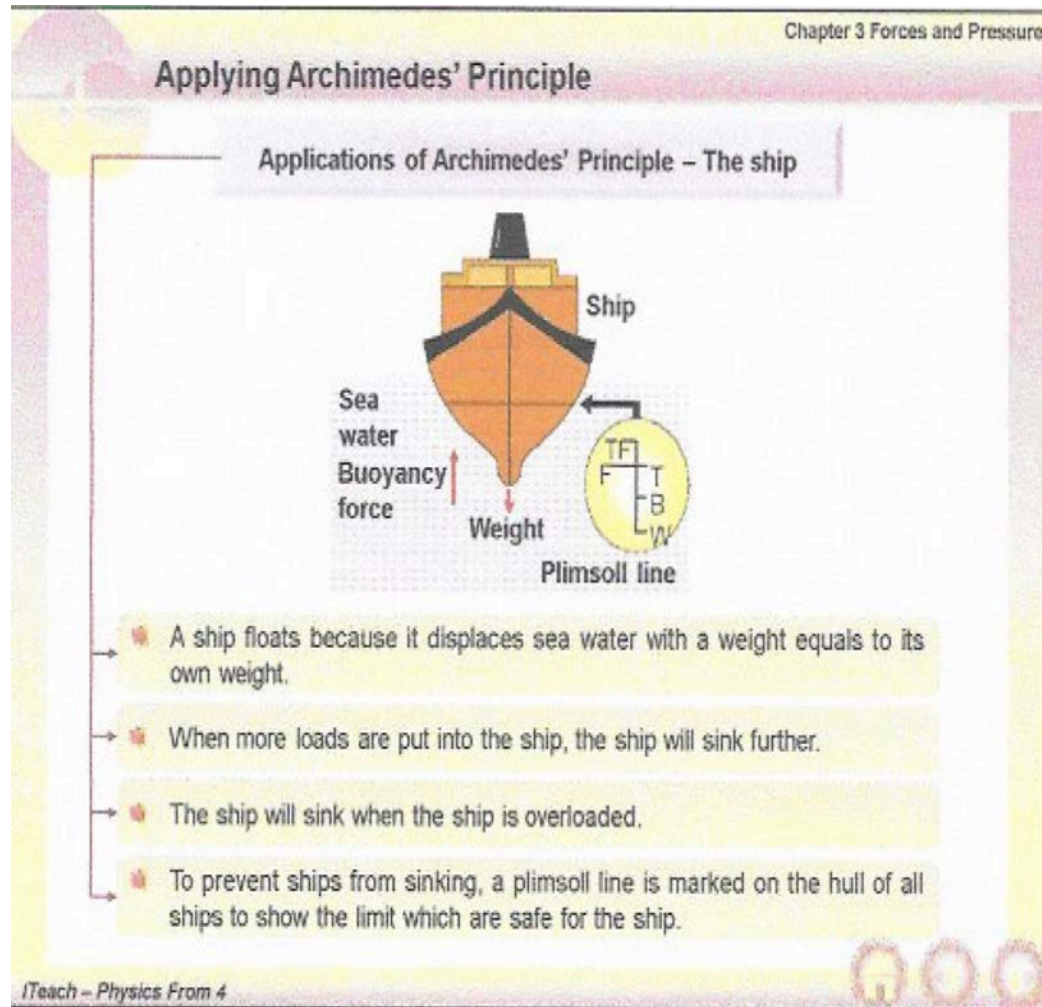 Chapter 3 Forces and Pressure
Applying Archimedes' Principle
Applications of Archimedes' Principle – The ship
Ship
Sea
water
Buoyancy
force
Weight
TF
F
T
B
W
Plimsoll line
A ship floats because it displaces sea water with a weight equals to its
own weight.
When more loads are put into the ship, the ship will sink further.
The ship will sink when the ship is overloaded.
To prevent ships from sinking, a plimsoll line is marked on the hull of all
ships to show the limit which are safe for the ship.
ITeach – Physics From 4